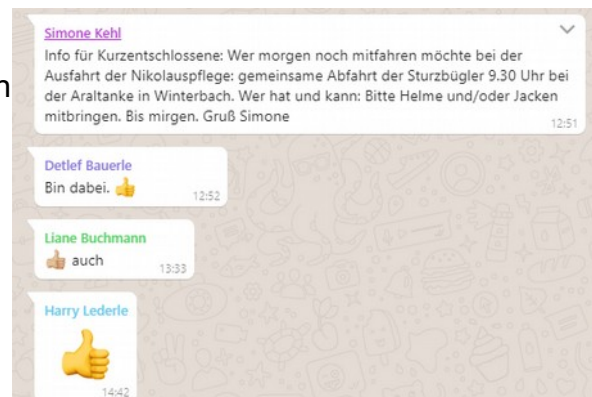 Simone Kehl
Info für Kurzentschlossene: Wer morgen noch mitfahren möchte bei der
Ausfahrt der Nikolauspflege: gemeinsame Abfahrt der Sturzbügler 9.30 Uhr bei
n
der Araltanke in Winterbach. Wer hat und kann: Bitte Helme und/oder Jacken
mitbringen. Bis mirgen. Gruß Simone
12:51
Detlef Bauerle
Bin dabei. 👍
12:52
Liane Buchmann
👍🏼 auch
13:33
Harry Lederle
👍
14:42